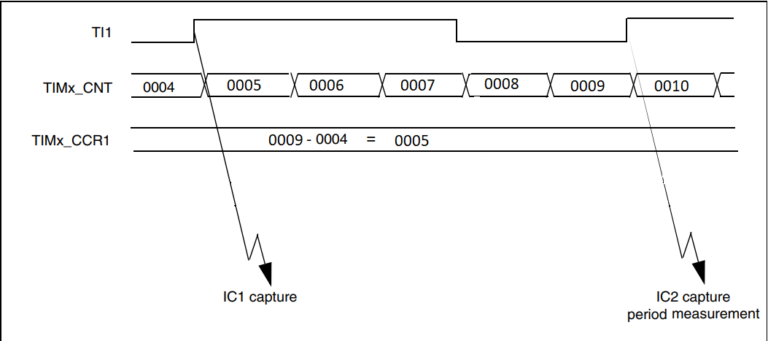 TI1
TIMx_CNT 0004 0005 0006 0007 0008 0009 0010
TIMx_CCR1 0009 - 0004 = 0005
IC1 capture
IC2 capture
period measurement